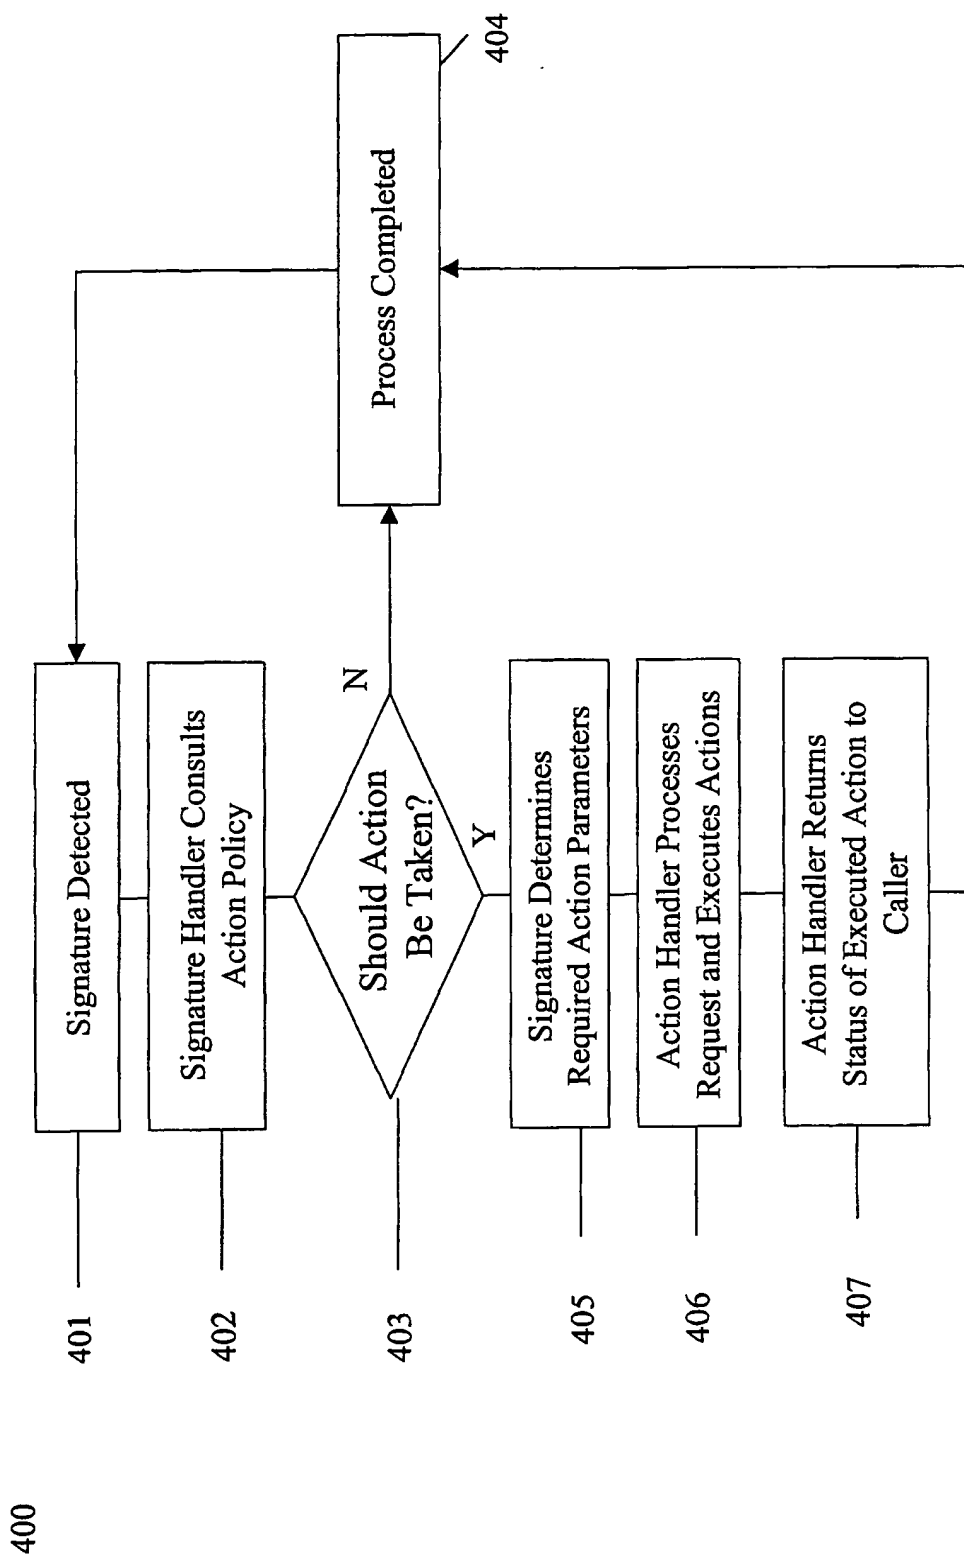 400
401
Signature Detected
402
Signature Handler Consults
Action Policy
403
Should Action
Be Taken?
N
Y
Process Completed
404
405
Signature Determines
Required Action Parameters
406
Action Handler Processes
Request and Executes Actions
407
Action Handler Returns
Status of Executed Action to
Caller